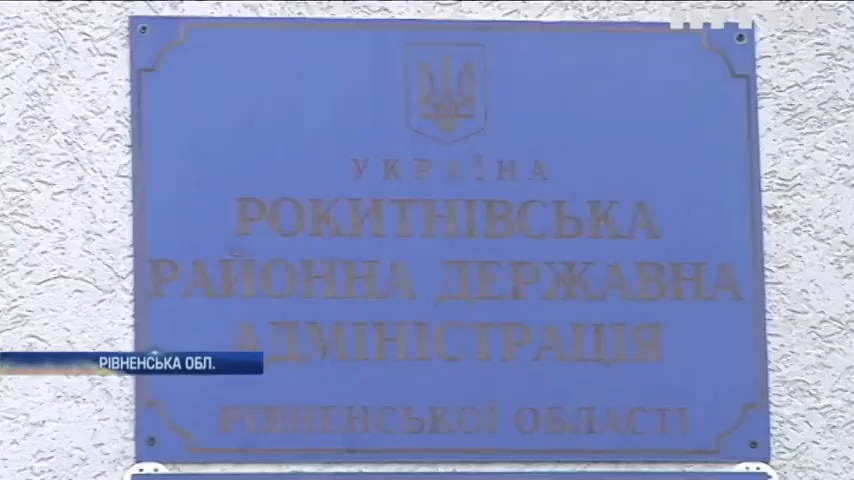 УКРАЇНА
РОКИТНІВСЬКА
РАЙОННА ДЕРЖАВНА
АДМІНІСТРАЦІЯ
РІВНЕНСЬКА ОБЛ.
РІВНЕНСЬКОЇ ОБЛАСТІ